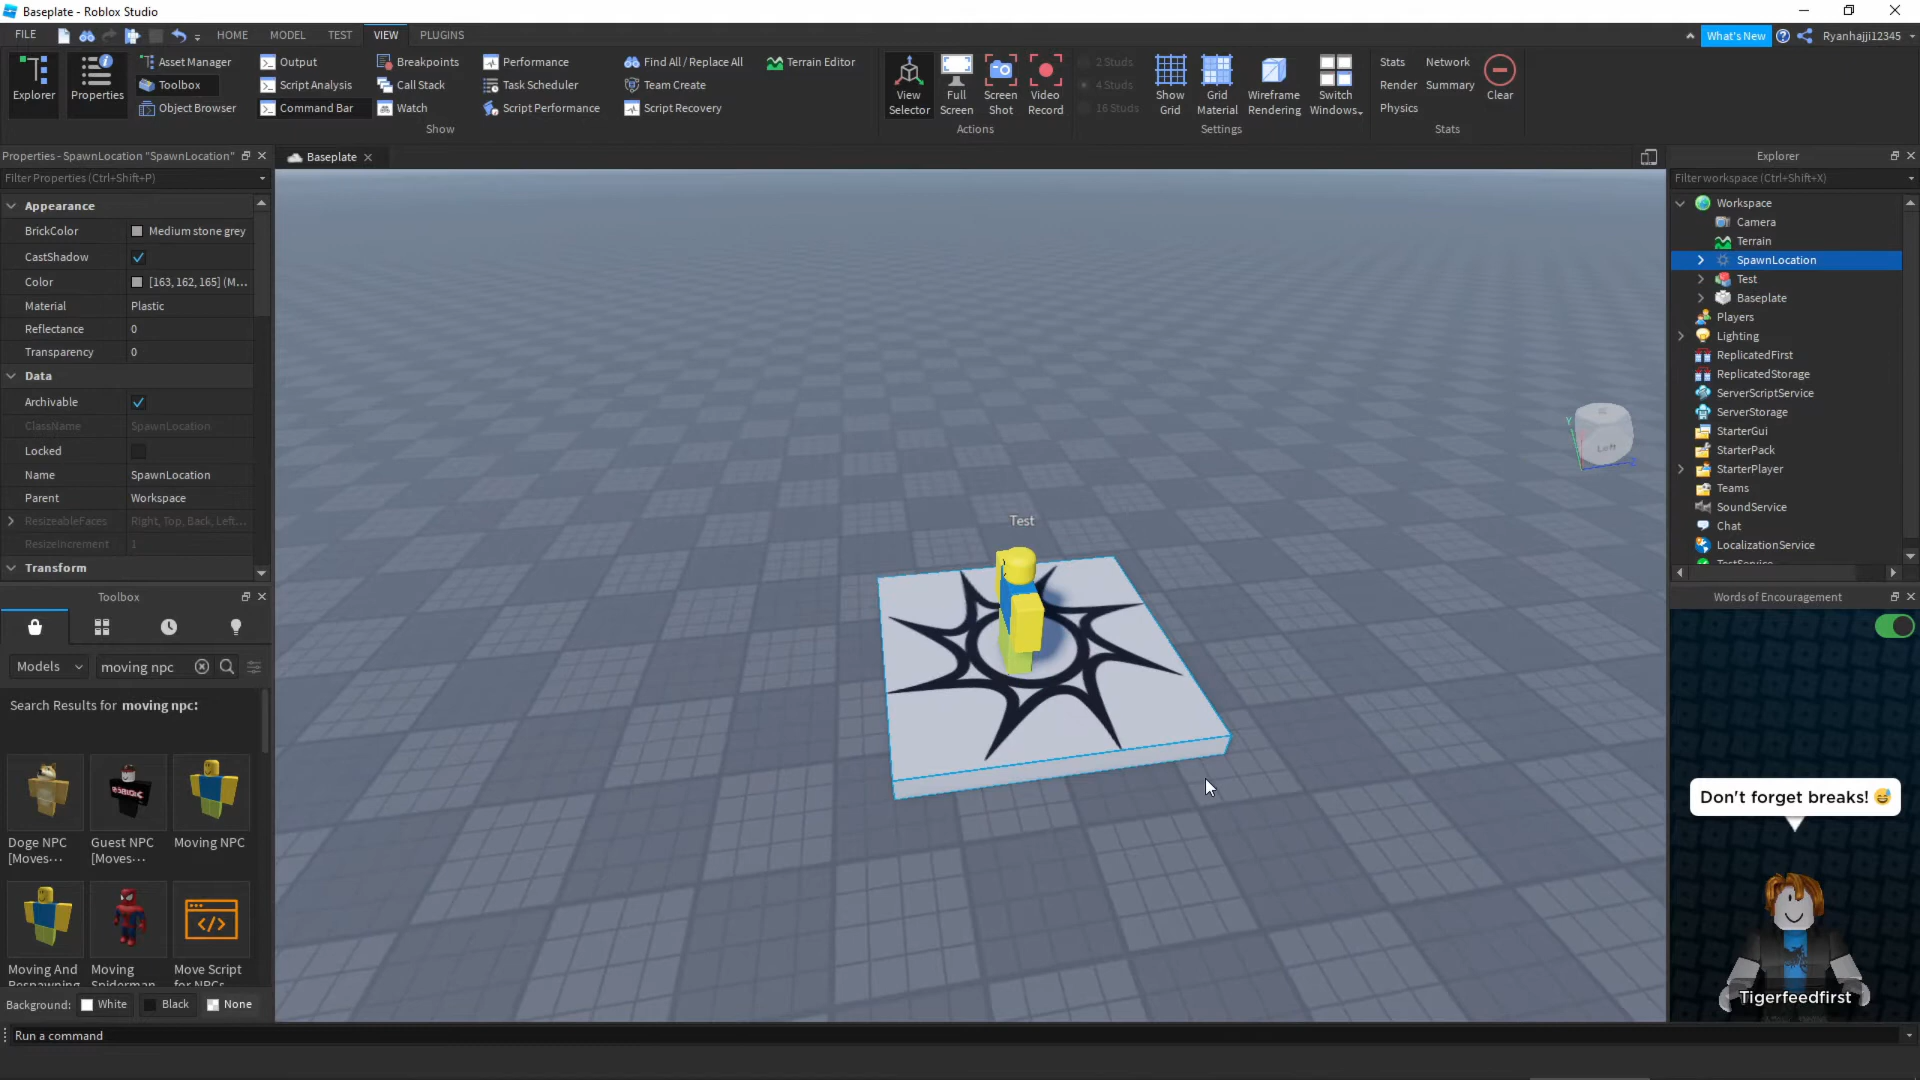 Baseplate - Roblox Studio
FILE HOME MODEL TEST VIEW PLUGINS What's New Ryanhajji12345
Explorer
Properties
Asset Manager
Toolbox
Object Browser
Output
Script Analysis
Command Bar
Breakpoints
Call Stack
Watch
Performance
Task Scheduler
Script Performance
Find All / Replace All
Team Create
Script Recovery
Terrain Editor
Show
View
Selector
Full
Screen
Screen
Shot
Video
Record
Actions
2 Studs
4 Studs
16 Studs
Show
Grid
Grid
Material
Wireframe
Rendering
Switch
Windows
Settings
Stats
Render
Physics
Network
Summary
Clear
Stats
Properties - SpawnLocation "SpawnLocation"
Filter Properties (Ctrl+Shift+P)
Appearance
BrickColor Medium stone grey
CastShadow
Color [163, 162, 165] (M...
Material Plastic
Reflectance 0
Transparency 0
Data
Archivable
ClassName SpawnLocation
Locked
Name SpawnLocation
Parent Workspace
ResizeableFaces Right, Top, Back, Left...
ResizeIncrement 1
Transform
Toolbox
Models moving npc
Search Results for moving npc:
Doge NPC
[Moves...
Guest NPC
[Moves...
Moving NPC
Moving And
Respawning
Moving
Spiderman
Move Script
for NPCs
Background: White Black None
Run a command
Baseplate
Test
Y
Left
Z
Explorer
Filter workspace (Ctrl+Shift+X)
Workspace
Camera
Terrain
SpawnLocation
Test
Baseplate
Players
Lighting
ReplicatedFirst
ReplicatedStorage
ServerScriptService
ServerStorage
StarterGui
StarterPack
StarterPlayer
Teams
SoundService
Chat
LocalizationService
TestService
Words of Encouragement
Don't forget breaks! 😅
Tigerfeedfirst